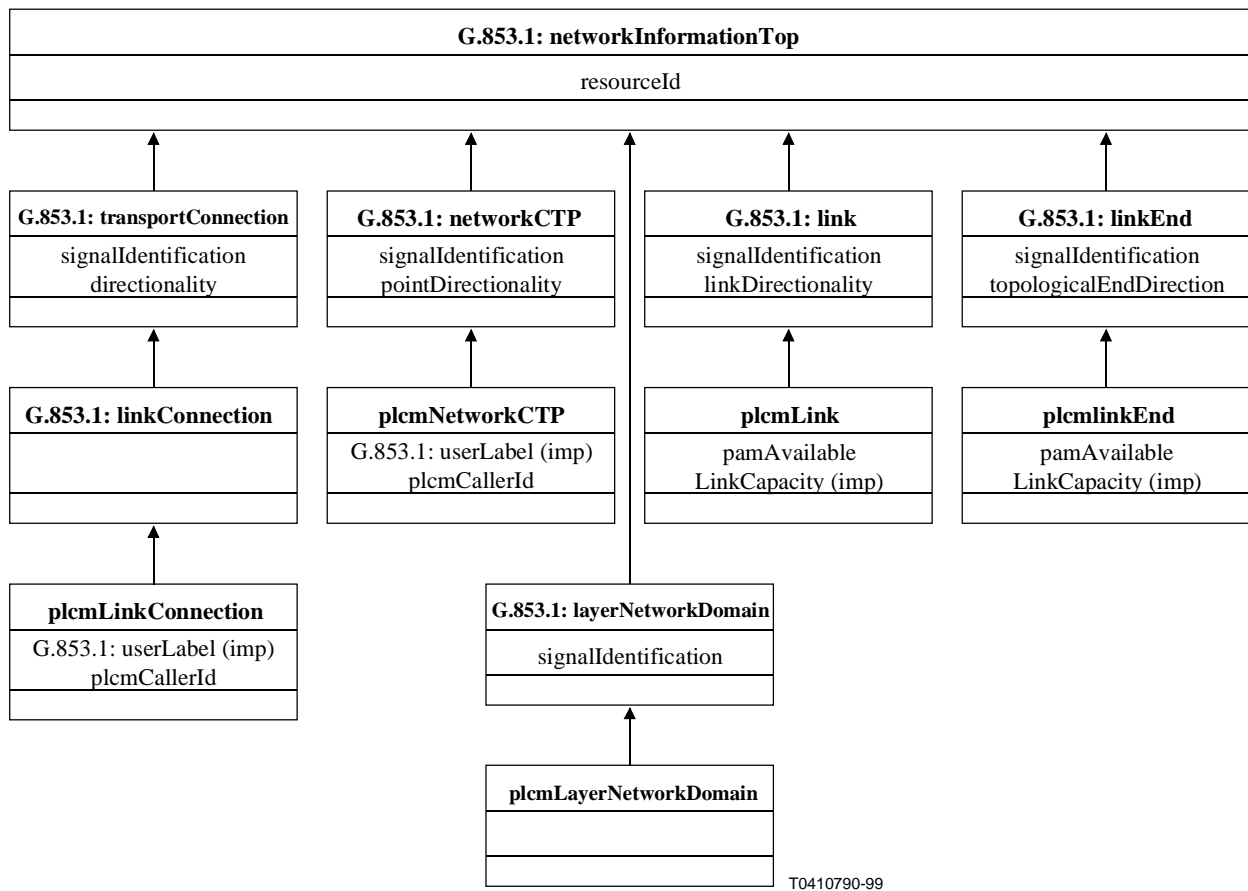 G.853.1: networkInformationTop
resourceId
G.853.1: transportConnection
signalIdentification
directionality
G.853.1: networkCTP
signalIdentification
pointDirectionality
G.853.1: link
signalIdentification
linkDirectionality
G.853.1: linkEnd
signalIdentification
topologicalEndDirection
G.853.1: linkConnection
plcmNetworkCTP
G.853.1: userLabel (imp)
plcmCallerId
plcmLink
pamAvailable
LinkCapacity (imp)
plcmlinkEnd
pamAvailable
LinkCapacity (imp)
plcmLinkConnection
G.853.1: userLabel (imp)
plcmCallerId
G.853.1: layerNetworkDomain
signalIdentification
plcmLayerNetworkDomain
T0410790-99